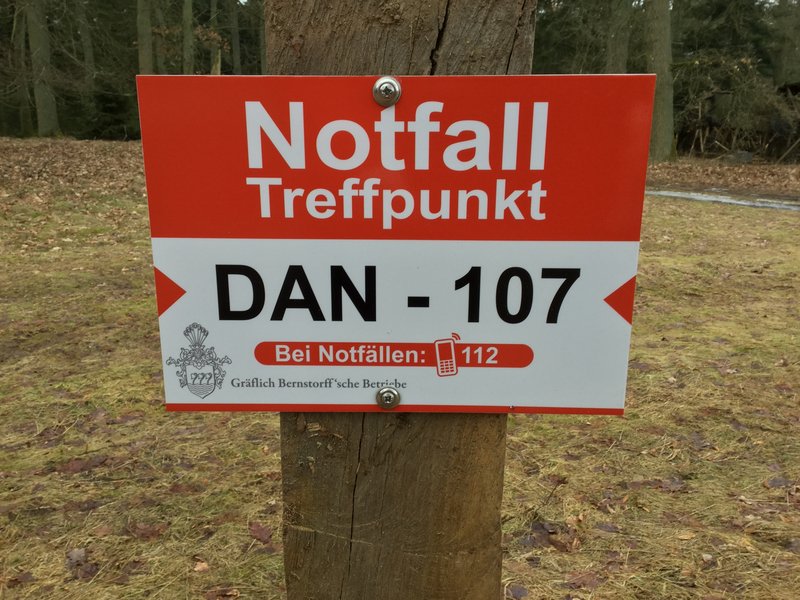 Notfall
Treffpunkt
DAN - 107
Bei Notfällen: 112
Gräflich Bernstorff'sche Betriebe